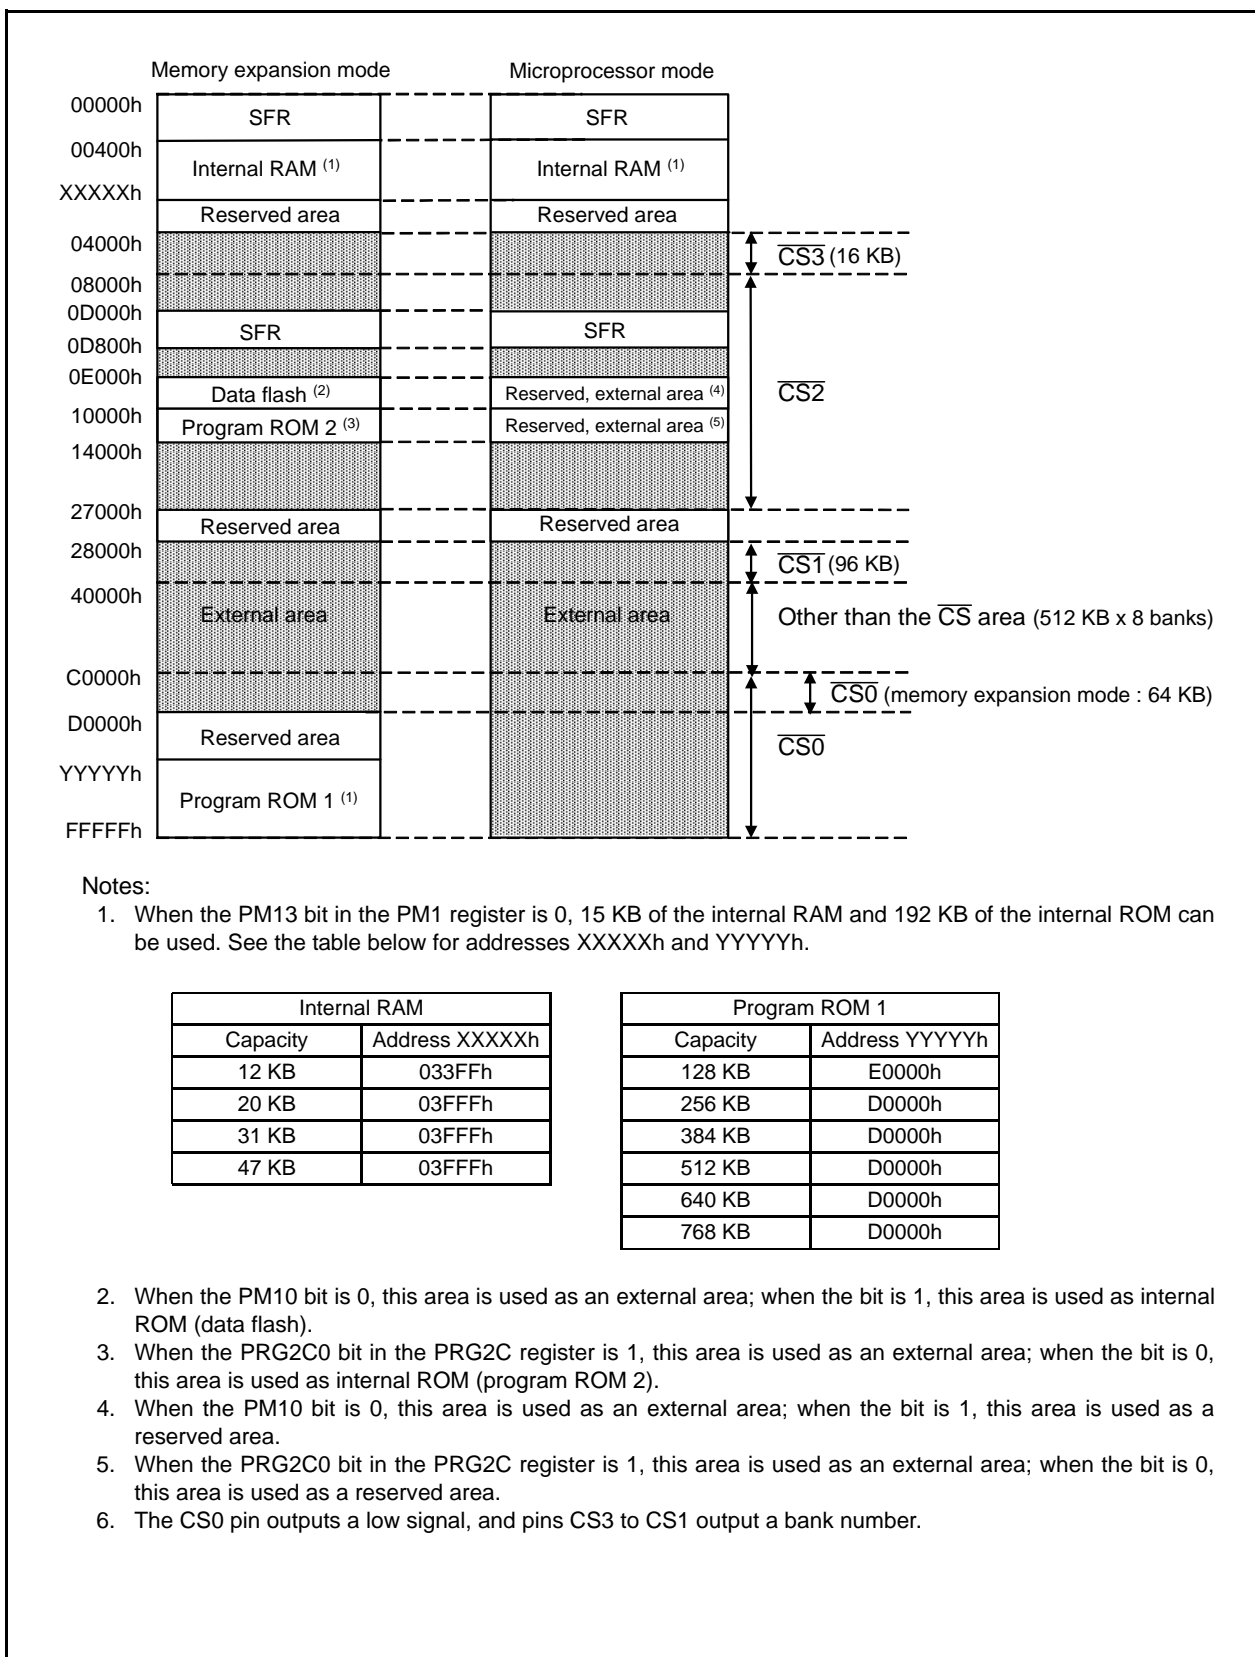 Memory expansion mode Microprocessor mode
00000h SFR SFR
00400h
Internal RAM (1) Internal RAM (1)
XXXXXh
Reserved area Reserved area
04000h CS3 (16 KB)
08000h
0D000h
SFR SFR
0D800h
0E000h
Data flash (2) Reserved, external area (4) CS2
10000h
Program ROM 2 (3) Reserved, external area (5)
14000h
27000h
Reserved area Reserved area
28000h
CS1 (96 KB)
40000h
External area External area Other than the CS area (512 KB x 8 banks)
C0000h
CS0 (memory expansion mode : 64 KB)
D0000h
Reserved area CS0
YYYYYh
Program ROM 1 (1)
FFFFFh
Notes:
1. When the PM13 bit in the PM1 register is 0, 15 KB of the internal RAM and 192 KB of the internal ROM can
be used. See the table below for addresses XXXXXh and YYYYYh.
Internal RAM
Capacity Address XXXXXh
12 KB 033FFh
20 KB 03FFFh
31 KB 03FFFh
47 KB 03FFFh
Program ROM 1
Capacity Address YYYYYh
128 KB E0000h
256 KB D0000h
384 KB D0000h
512 KB D0000h
640 KB D0000h
768 KB D0000h
2. When the PM10 bit is 0, this area is used as an external area; when the bit is 1, this area is used as internal
ROM (data flash).
3. When the PRG2C0 bit in the PRG2C register is 1, this area is used as an external area; when the bit is 0,
this area is used as internal ROM (program ROM 2).
4. When the PM10 bit is 0, this area is used as an external area; when the bit is 1, this area is used as a
reserved area.
5. When the PRG2C0 bit in the PRG2C register is 1, this area is used as an external area; when the bit is 0,
this area is used as a reserved area.
6. The CS0 pin outputs a low signal, and pins CS3 to CS1 output a bank number.